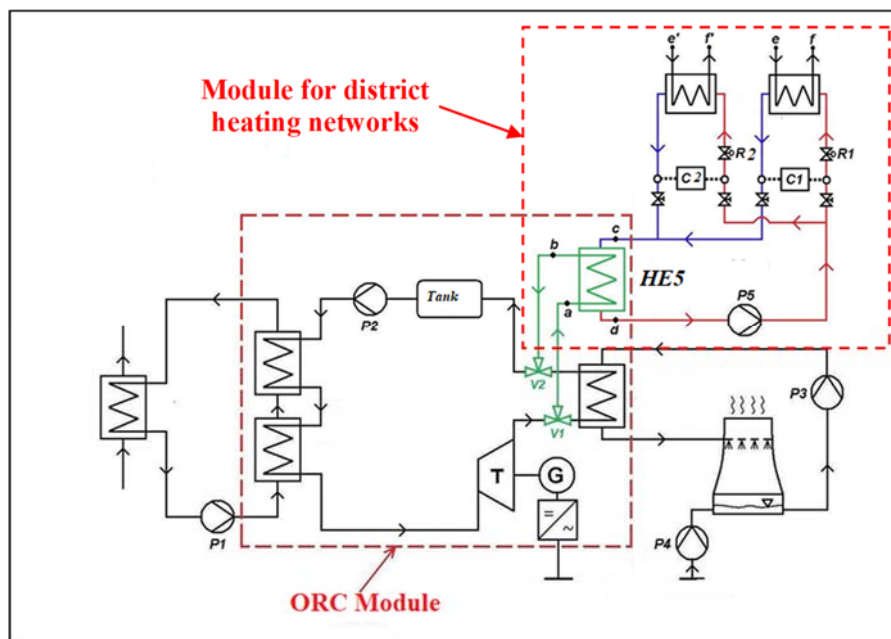 e' f' e f
Module for district
heating networks
R2 R1
C2 C1
c
b
HE5
a
P5
d
Tank
P2
V2
P3
V1
T G
=
~
P1
P4
ORC Module